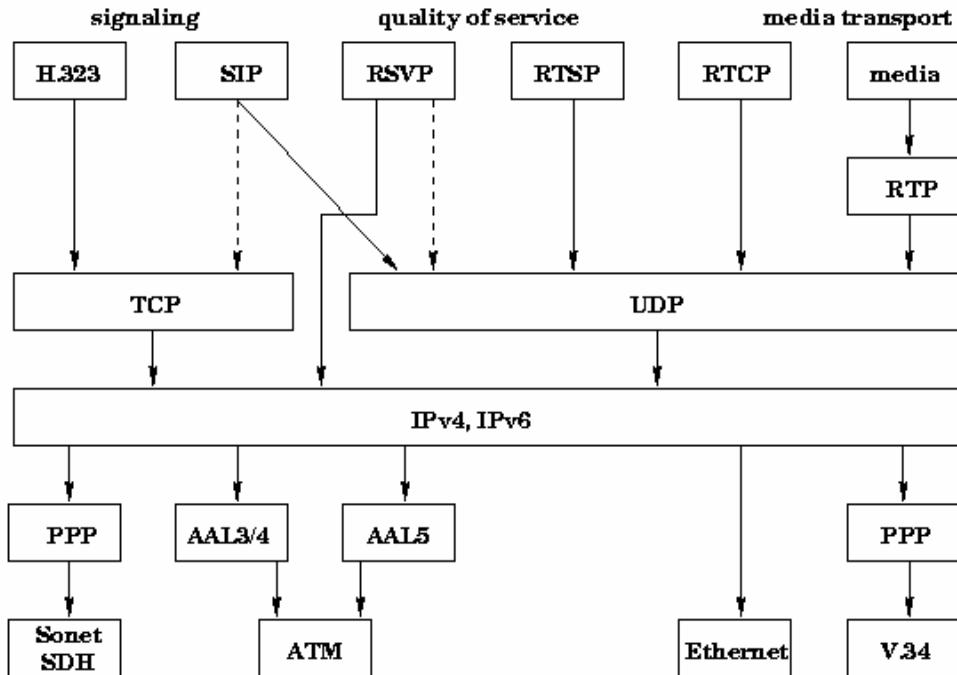 signaling
quality of service
media transport
H.323
SIP
RSVP
RTSP
RTCP
media
RTP
TCP
UDP
IPv4, IPv6
PPP
AAL3/4
AAL5
PPP
Sonet
SDH
ATM
Ethernet
V.34